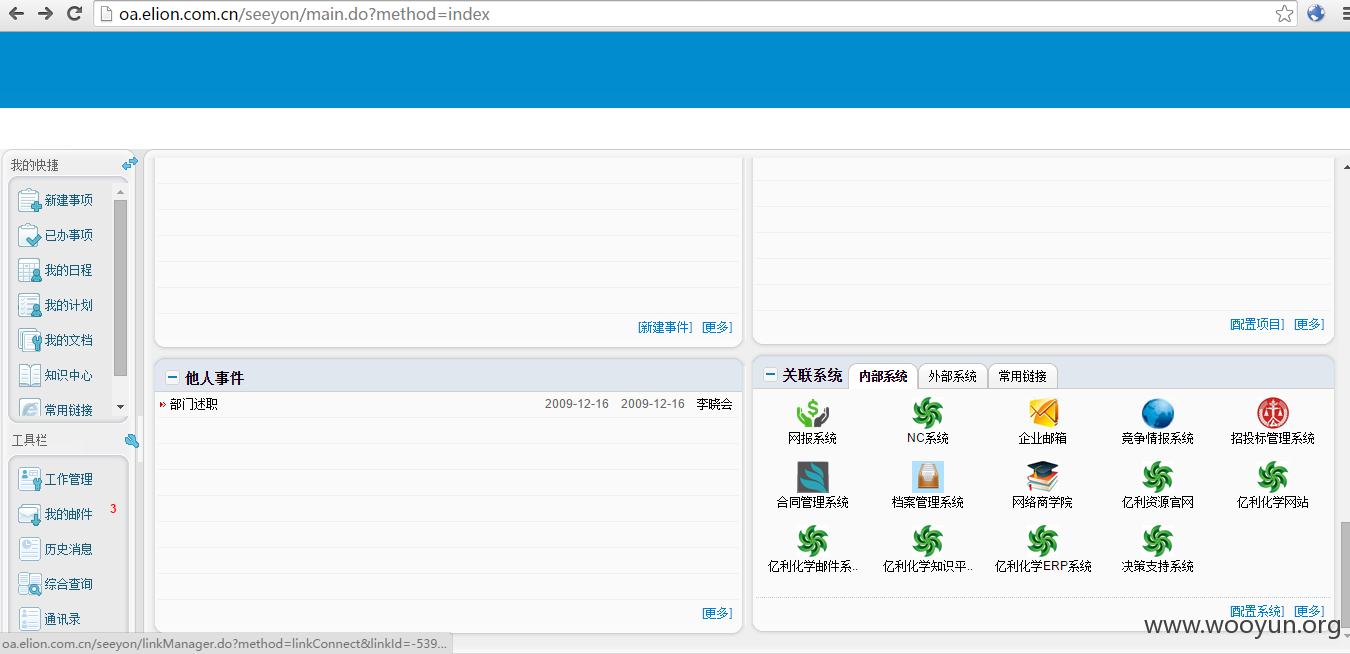 oa.elion.com.cn/seeyon/main.do?method=index
我的快捷
新建事项
已办事项
我的日程
我的计划
我的文档
知识中心
常用链接
工具栏
工作管理
我的邮件 3
历史消息
综合查询
通讯录
[新建事件] [更多]
[配置项目] [更多]
他人事件
部门述职 2009-12-16 2009-12-16 李晓会
[更多]
关联系统 内部系统 外部系统 常用链接
网报系统 NC系统 企业邮箱 竞争情报系统 招投标管理系统
合同管理系统 档案管理系统 网络商学院 亿利资源官网 亿利化学网站
亿利化学邮件系.. 亿利化学知识平.. 亿利化学ERP系统 决策支持系统
[配置系统] [更多]
www.wooyun.org
oa.elion.com.cn/seeyon/linkManager.do?method=linkConnect&linkId=-539...